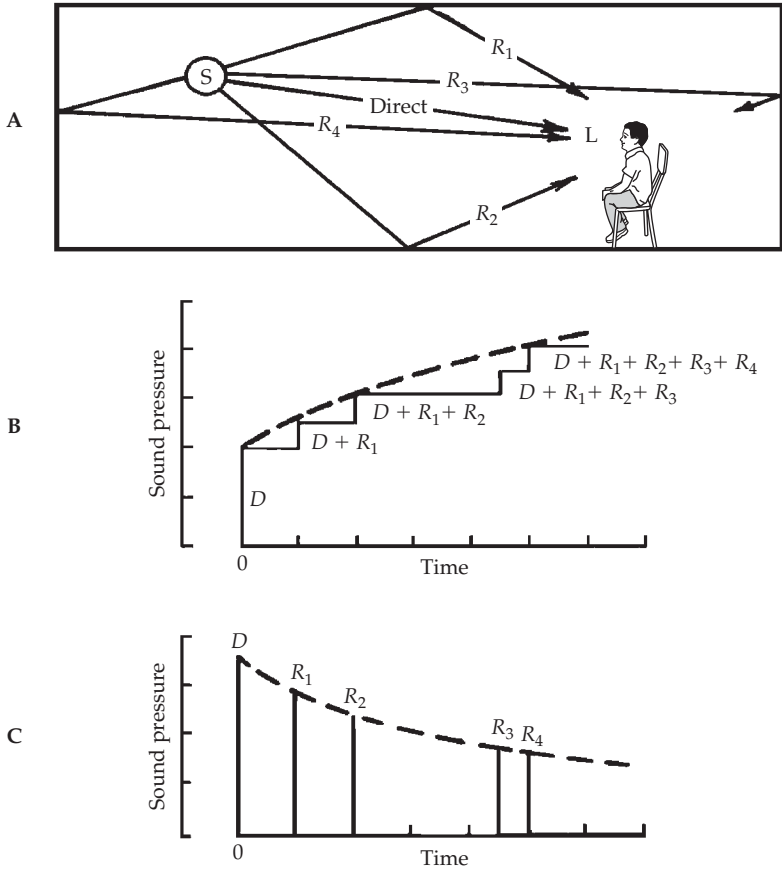 A
S
R1
R3
Direct
L
R4
R2
B
Sound pressure
D + R1 + R2 + R3 + R4
D + R1 + R2 + R3
D + R1 + R2
D + R1
D
0
Time
C
Sound pressure
D
R1
R2
R3 R4
0
Time